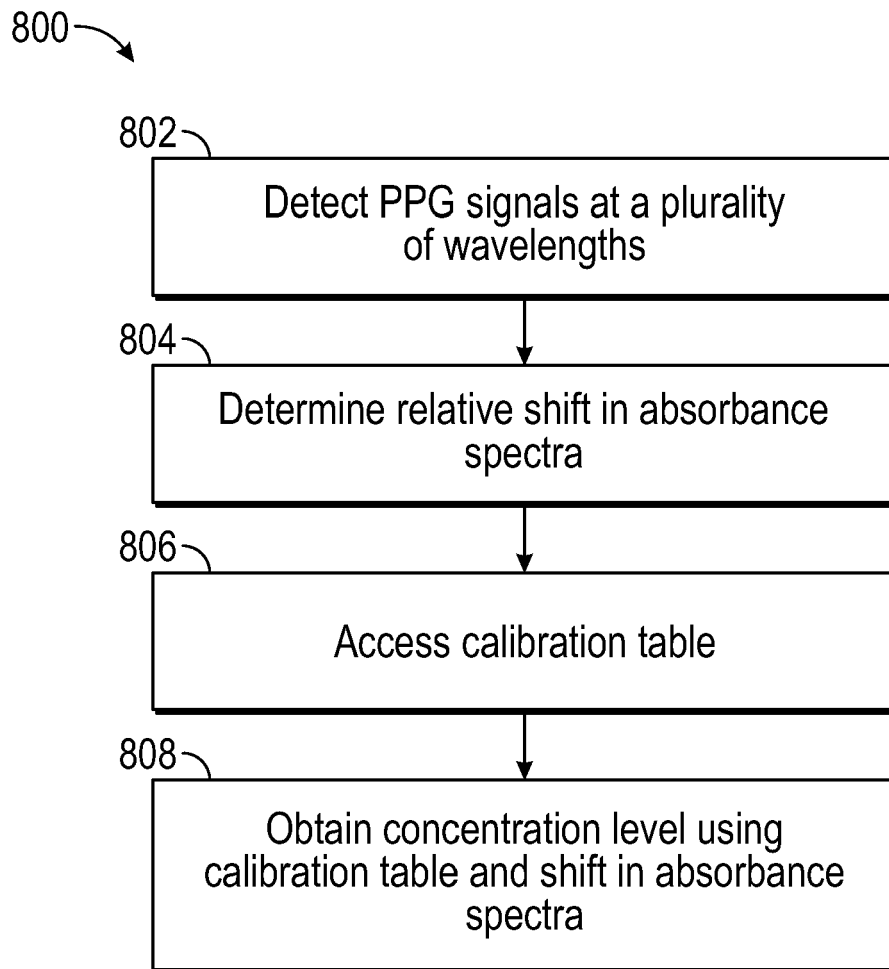 800
802
Detect PPG signals at a plurality
of wavelengths
804
Determine relative shift in absorbance
spectra
806
Access calibration table
808
Obtain concentration level using
calibration table and shift in absorbance
spectra